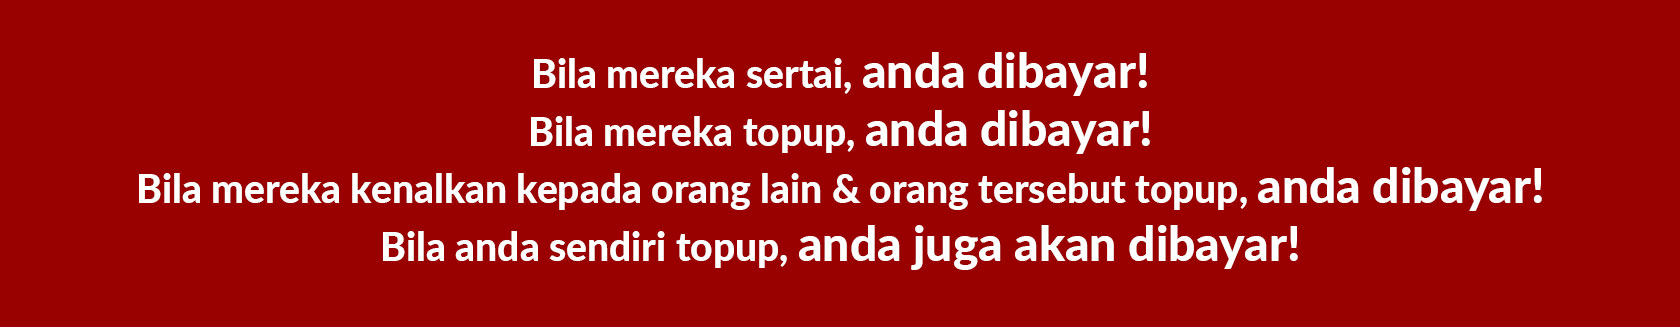 Bila mereka sertai, anda dibayar!
Bila mereka topup, anda dibayar!
Bila mereka kenalkan kepada orang lain & orang tersebut topup, anda dibayar!
Bila anda sendiri topup, anda juga akan dibayar!